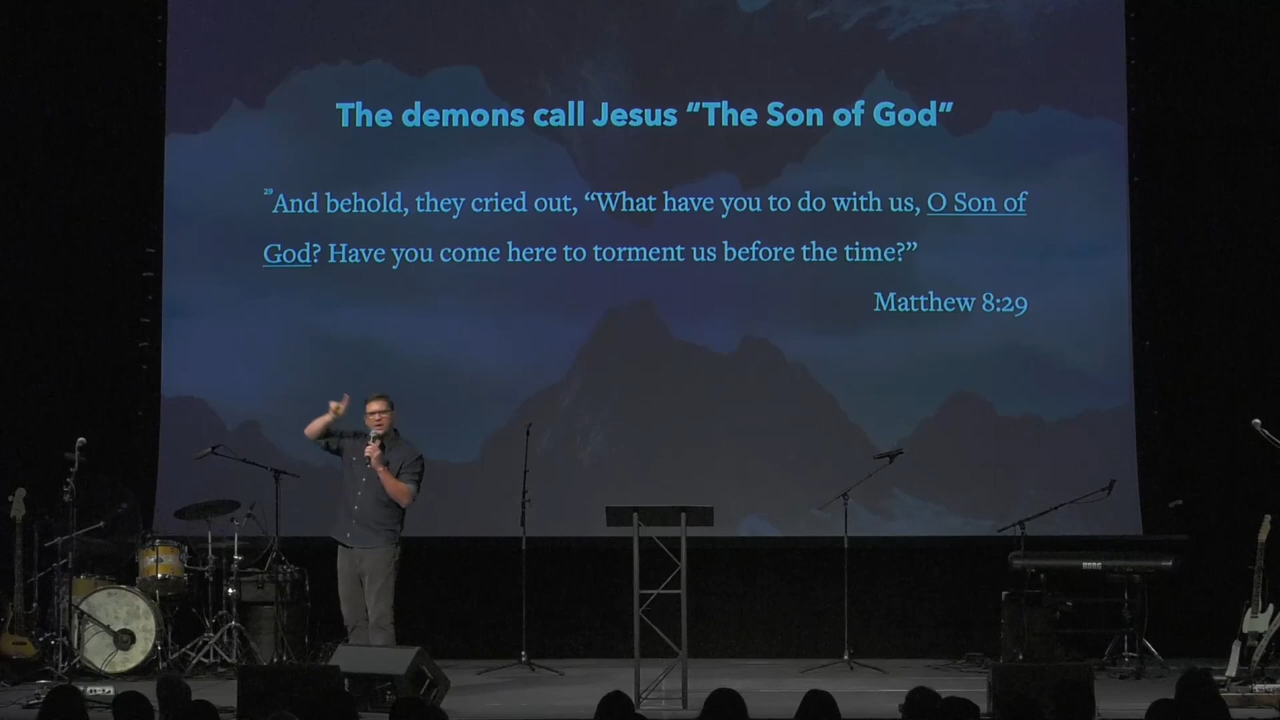 The demons call Jesus “The Son of God”
29And behold, they cried out, “What have you to do with us, O Son of
God? Have you come here to torment us before the time?”
Matthew 8:29
KORG